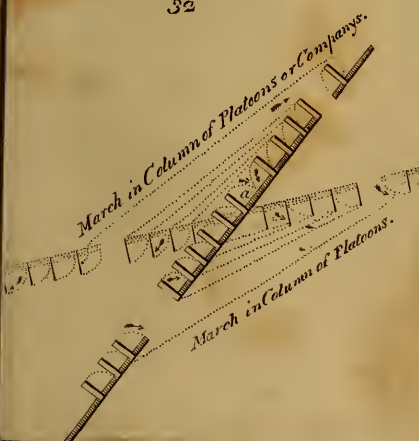 32
March in Column of Platoons or Companys.
a
March in Column of Platoons.